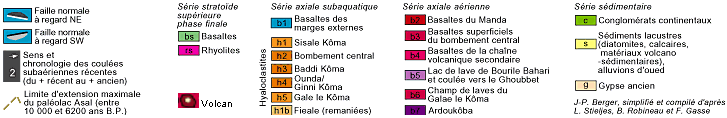 Faille normale
à regard NE
Faille normale
à regard SW
Sens et
chronologie des coulées
subaériennes récentes
(du + récent au + ancien)
2
Limite d'extension maximale
du paléolac Asal (entre
10 000 et 6200 ans B.P.)
Série stratoïde
supérieure
phase finale
bs Basaltes
rs Rhyolites
Volcan
Série axiale subaquatique
b1 Basaltes des
marges externes
Hyaloclastites
h1 Sisale Kôma
h2 Bombement central
h3 Baddi Kôma
h4 Ounda/
Ginni Kôma
h5 Gale le Kôma
h1b Fieale (remaniées)
Série axiale aérienne
b2 Basaltes du Manda
b3 Basaltes superficiels
du bombement central
b4 Basaltes de la chaîne
volcanique secondaire
b5 Lac de lave de Bourile Bahari
et coulée vers le Ghoubbet
b6 Champ de laves du
Galae le Kôma
b7 Ardoukôba
Série sédimentaire
c Conglomérats continentaux
s Sédiments lacustres
(diatomites, calcaires,
matériaux volcano
-sédimentaires),
alluvions d'oued
g Gypse ancien
J-P. Berger, simplifié et compilé d'après
L. Stieljes, B. Robineau et F. Gasse